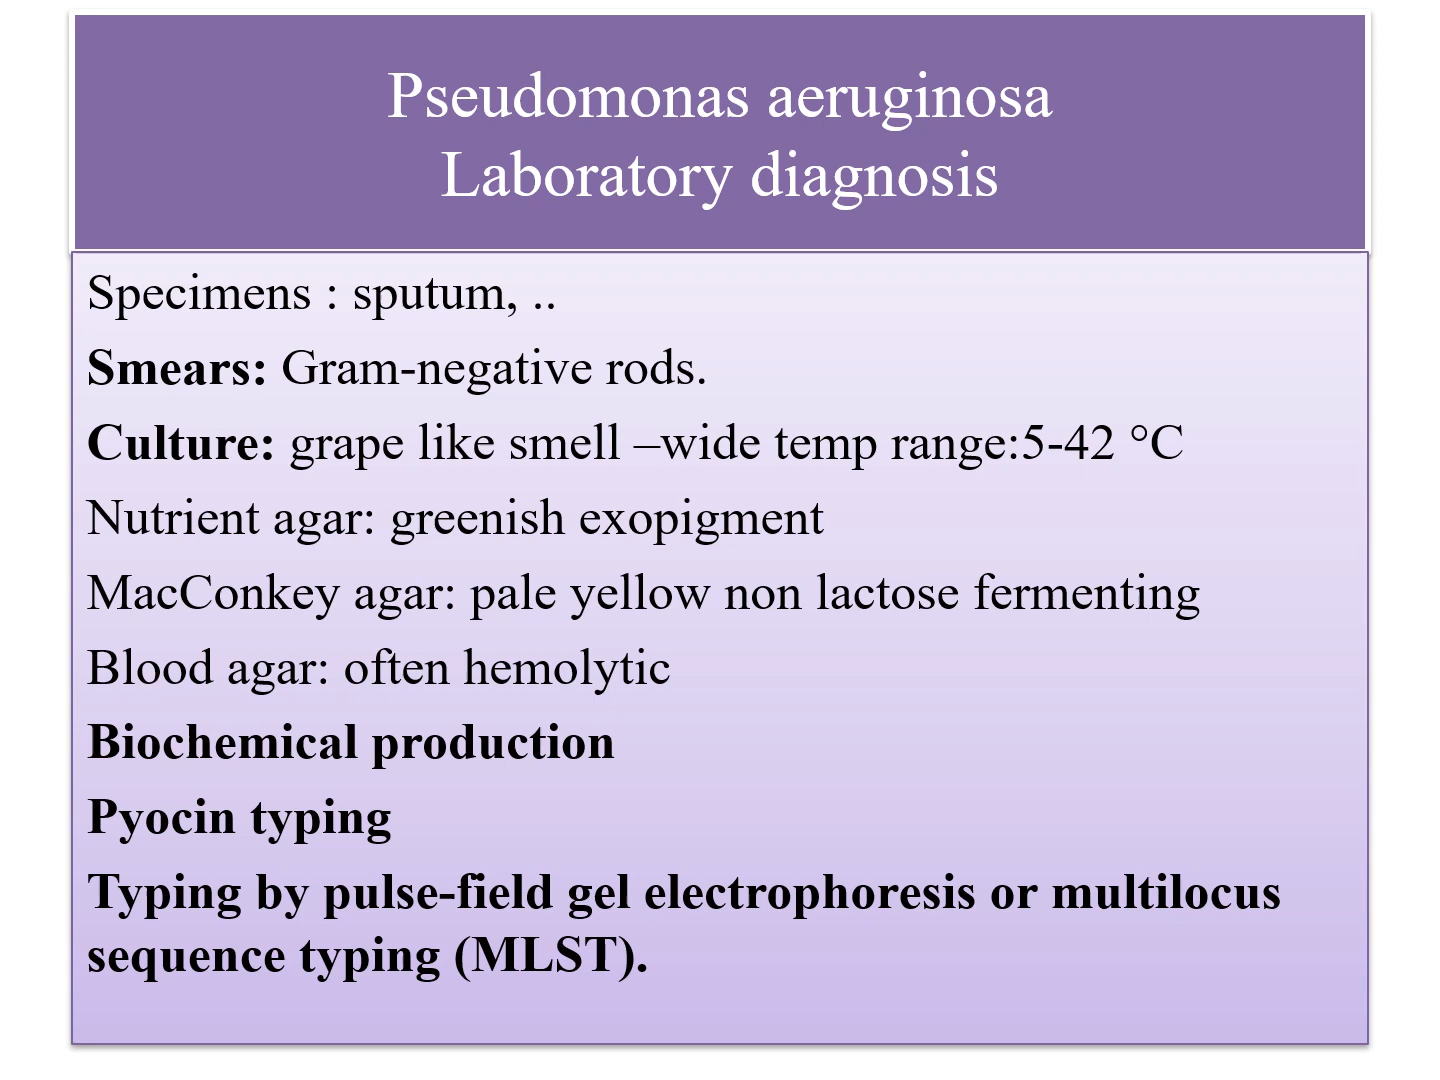 Pseudomonas aeruginosa
Laboratory diagnosis
Specimens : sputum, ..
Smears: Gram-negative rods.
Culture: grape like smell –wide temp range:5-42 °C
Nutrient agar: greenish exopigment
MacConkey agar: pale yellow non lactose fermenting
Blood agar: often hemolytic
Biochemical production
Pyocin typing
Typing by pulse-field gel electrophoresis or multilocus
sequence typing (MLST).